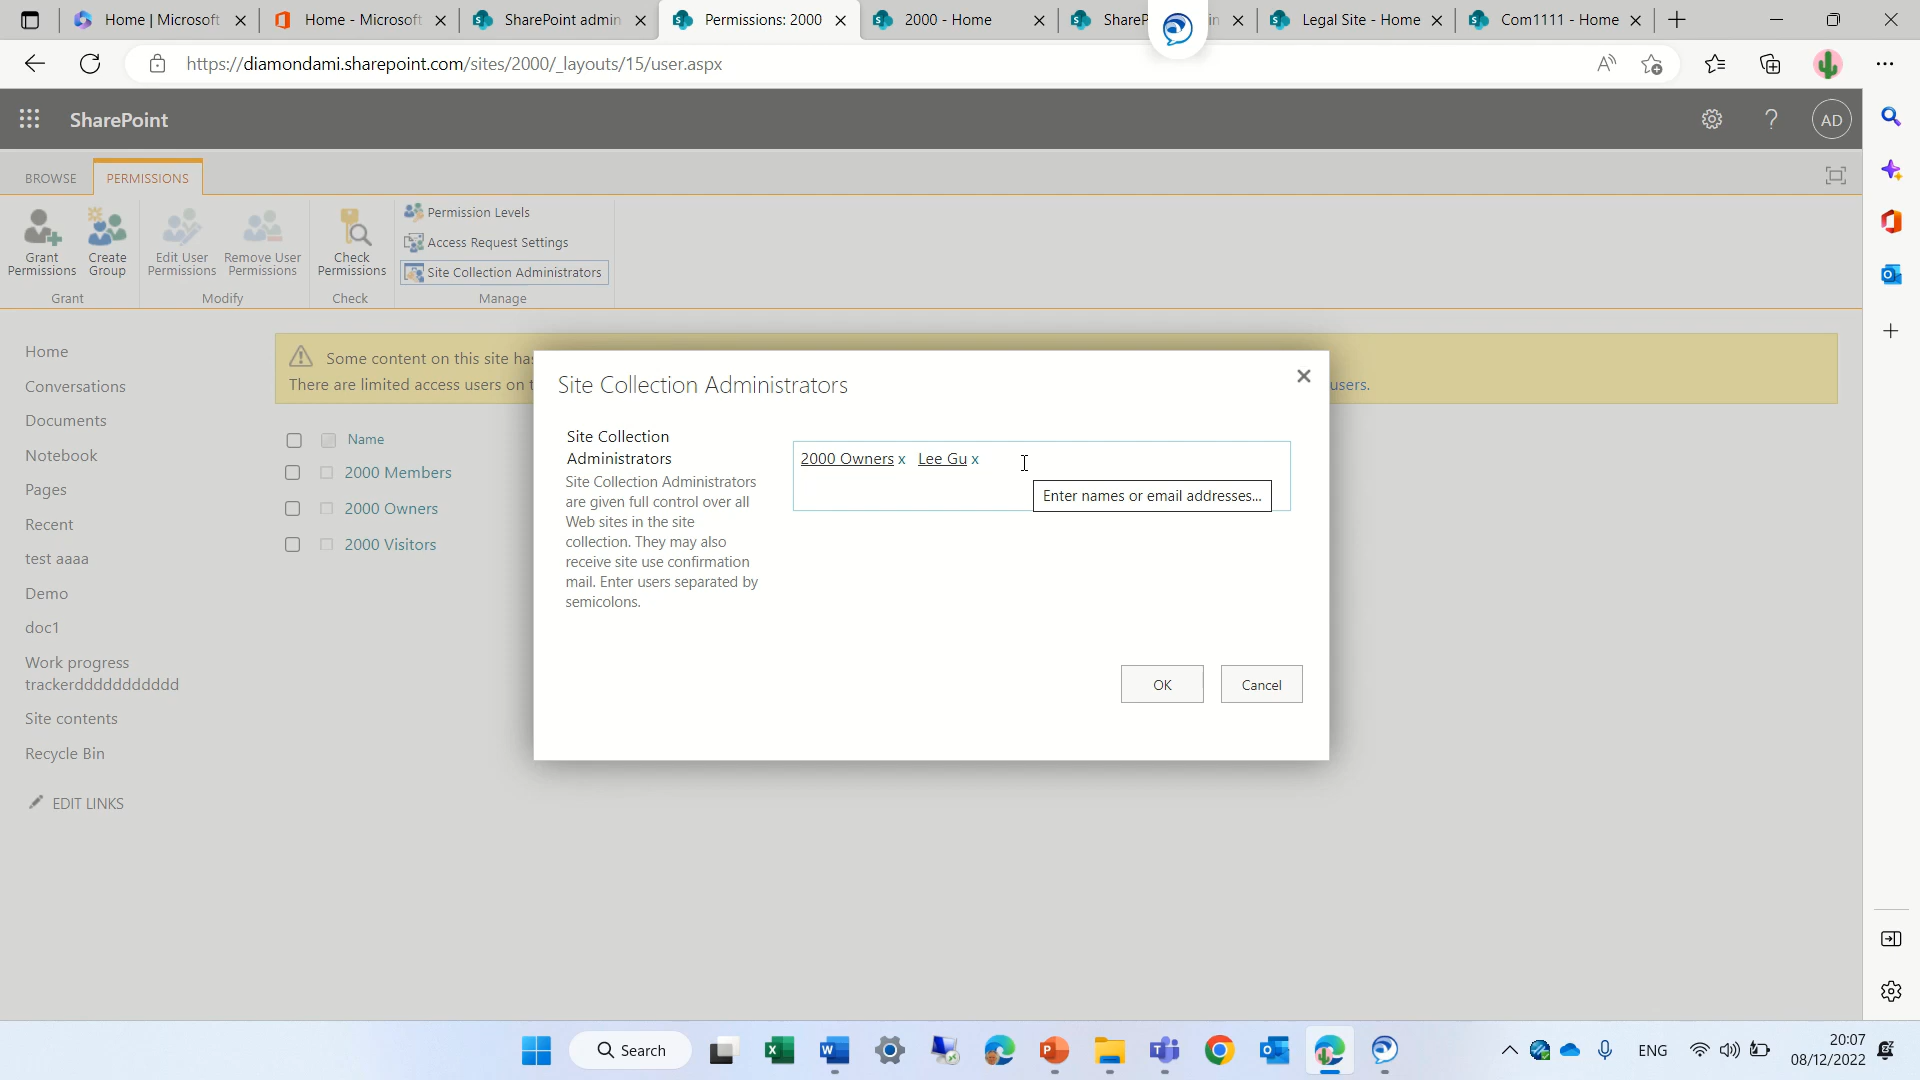 Home | Microsoft
Home - Microsoft
SharePoint admin
Permissions: 2000
2000 - Home
Legal Site - Home
Com1111 - Home
https://diamondami.sharepoint.com/sites/2000/_layouts/15/user.aspx
SharePoint
AD
BROWSE
PERMISSIONS
Grant Permissions
Create Group
Edit User Permissions
Remove User Permissions
Check Permissions
Permission Levels
Access Request Settings
Site Collection Administrators
Grant
Modify
Check
Manage
Home
Conversations
Documents
Notebook
Pages
Recent
test aaaa
Demo
doc1
Work progress
trackerddddddddddd
Site contents
Recycle Bin
EDIT LINKS
Some content on this site
There are limited access users on
users.
Name
2000 Members
2000 Owners
2000 Visitors
Site Collection Administrators
Site Collection
Administrators
Site Collection Administrators
are given full control over all
Web sites in the site
collection. They may also
receive site use confirmation
mail. Enter users separated by
semicolons.
2000 Owners x Lee Gu x
Enter names or email addresses...
OK
Cancel
Search
ENG
20:07
08/12/2022